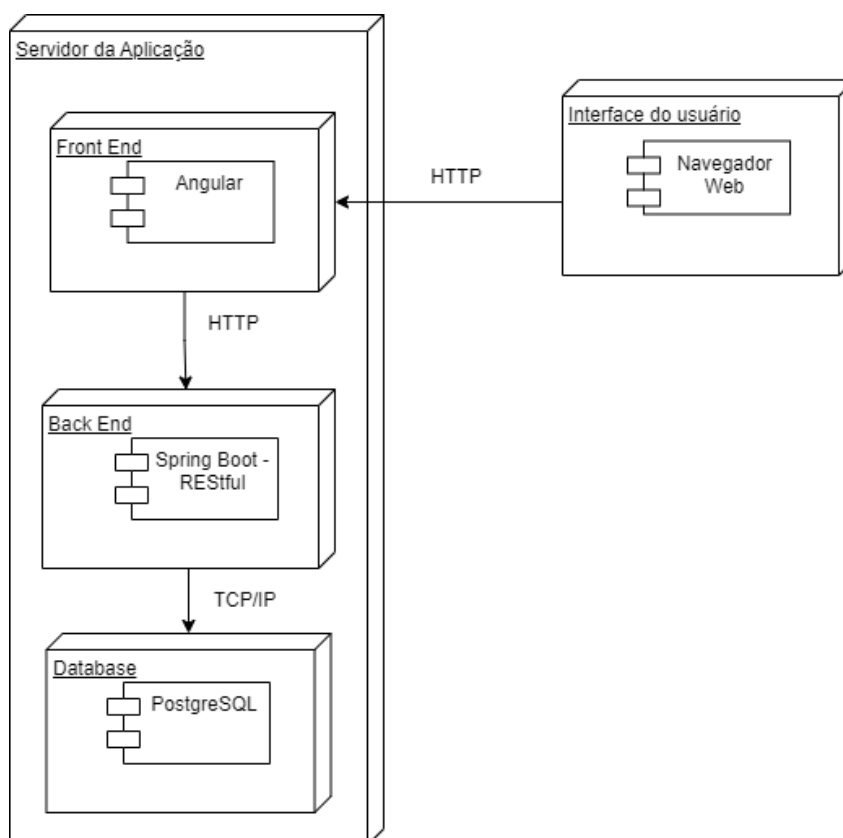 Servidor da Aplicação
Front End
Angular
HTTP
Interface do usuário
Navegador
Web
HTTP
Back End
Spring Boot -
REStful
TCP/IP
Database
PostgreSQL